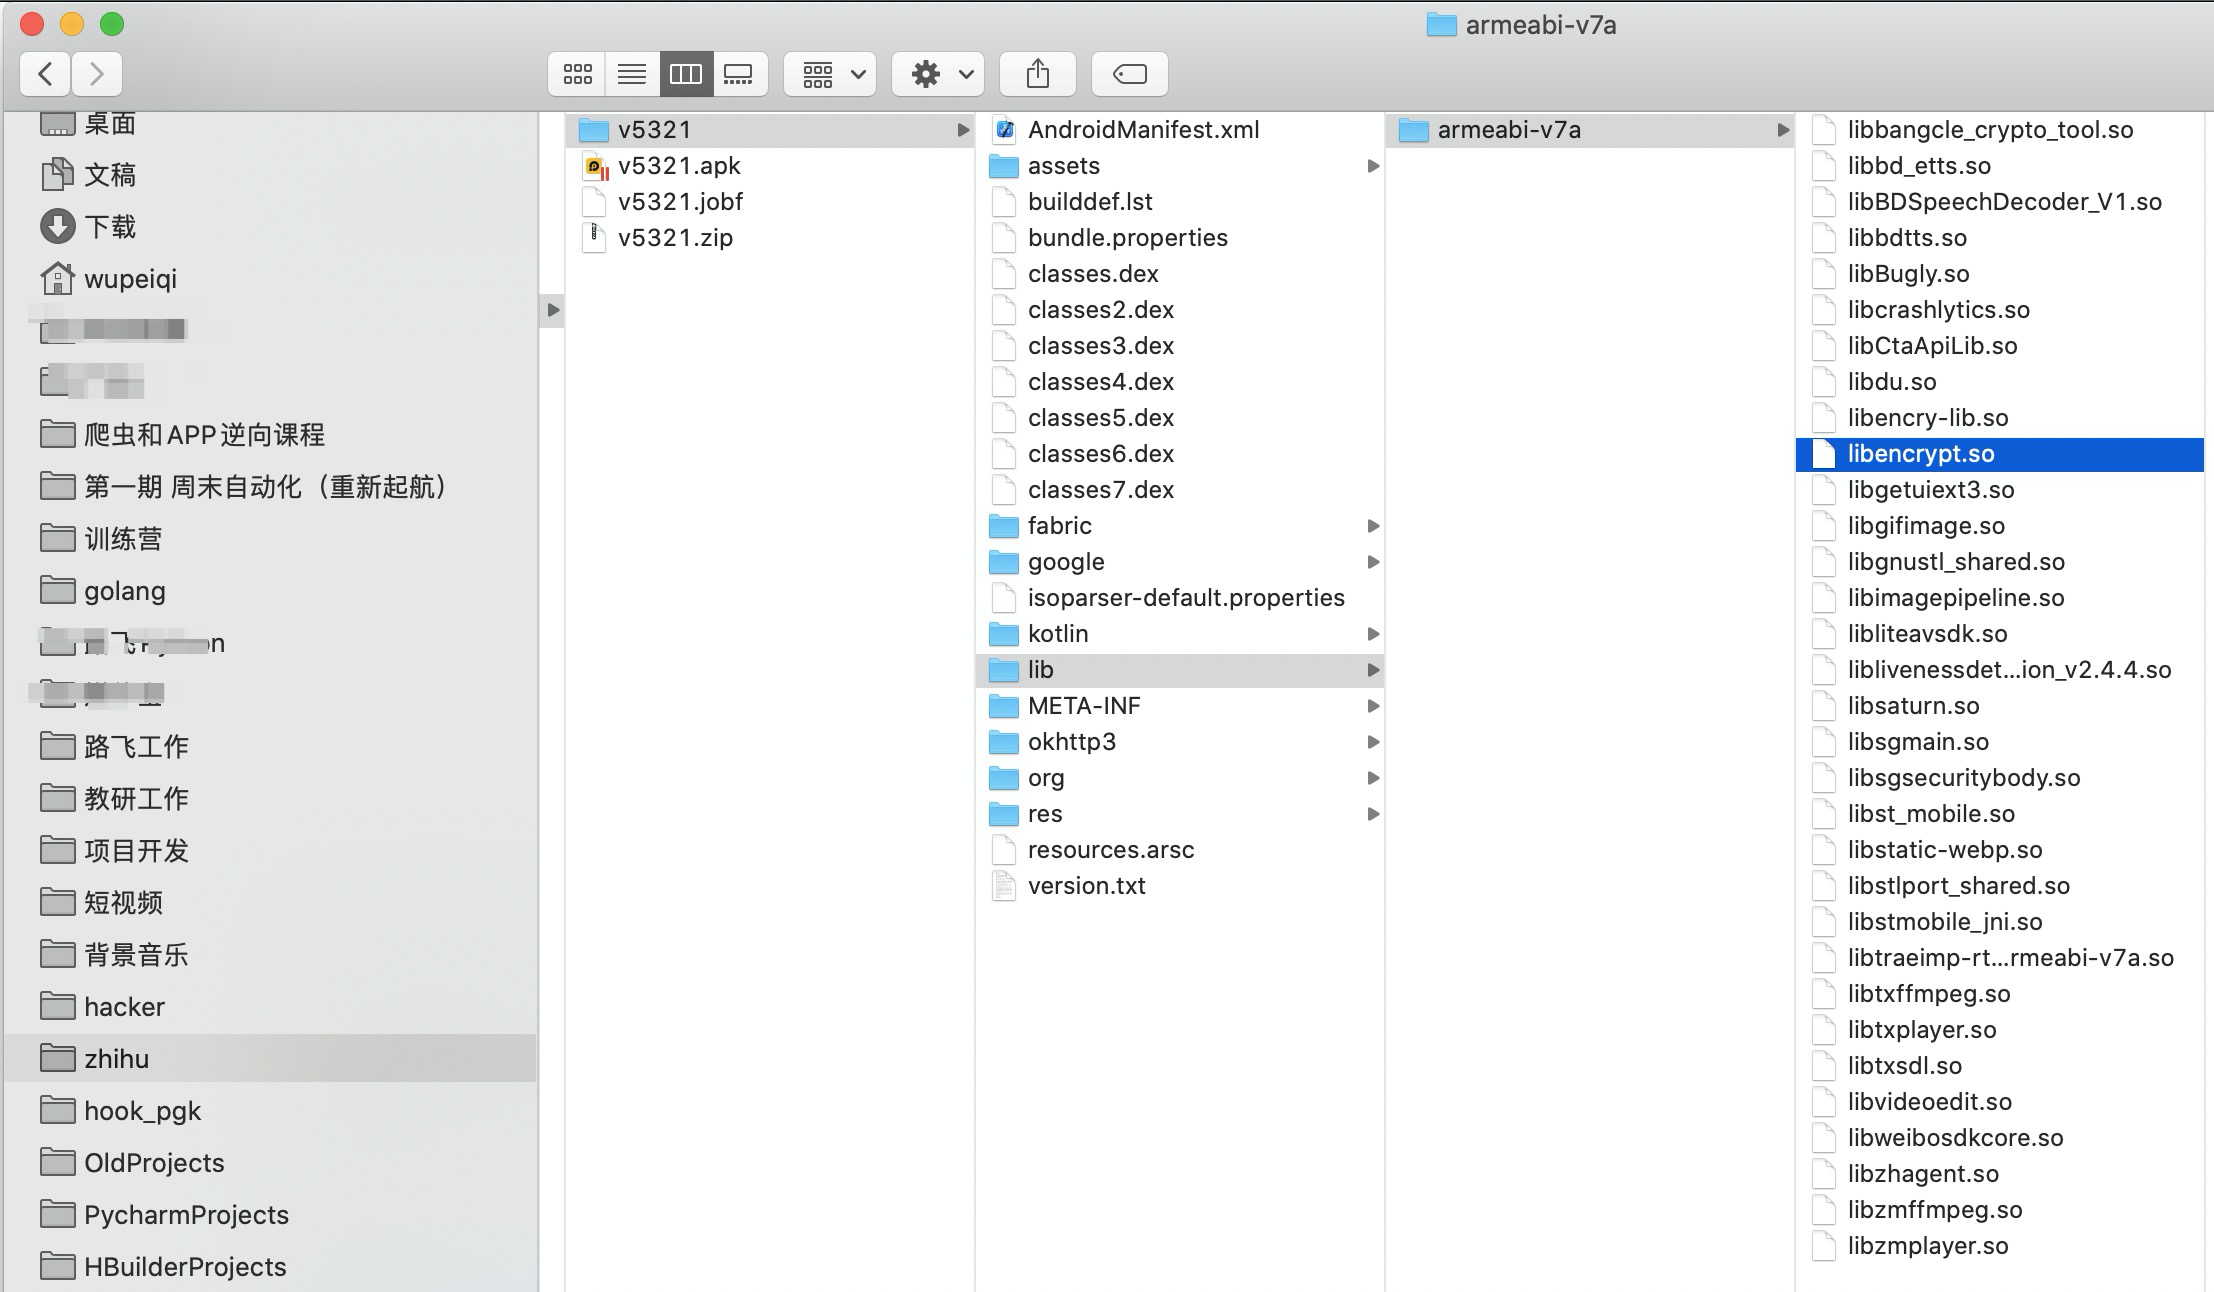 armeabi-v7a
桌面
文稿
下载
wupeiqi
爬虫和APP逆向课程
第一期 周末自动化（重新起航）
训练营
golang
路飞工作
教研工作
项目开发
短视频
背景音乐
hacker
zhihu
hook_pgk
OldProjects
PycharmProjects
HBuilderProjects
v5321
v5321.apk
v5321.jobf
v5321.zip
AndroidManifest.xml
assets
builddef.lst
bundle.properties
classes.dex
classes2.dex
classes3.dex
classes4.dex
classes5.dex
classes6.dex
classes7.dex
fabric
google
isoparser-default.properties
kotlin
lib
META-INF
okhttp3
org
res
resources.arsc
version.txt
armeabi-v7a
libbangcle_crypto_tool.so
libbd_etts.so
libBDSpeechDecoder_V1.so
libbdtts.so
libBugly.so
libcrashlytics.so
libCtaApiLib.so
libdu.so
libencry-lib.so
libencrypt.so
libgetuiext3.so
libgifimage.so
libgnustl_shared.so
libimagepipeline.so
libliteavsdk.so
liblivenessdet...ion_v2.4.4.so
libsaturn.so
libsgmain.so
libsgsecuritybody.so
libst_mobile.so
libstatic-webp.so
libstlport_shared.so
libstmobile_jni.so
libtraeimp-rt...rmeabi-v7a.so
libtxffmpeg.so
libtxplayer.so
libtxsdl.so
libvideoedit.so
libweibosdkcore.so
libzhagent.so
libzmffmpeg.so
libzmplayer.so